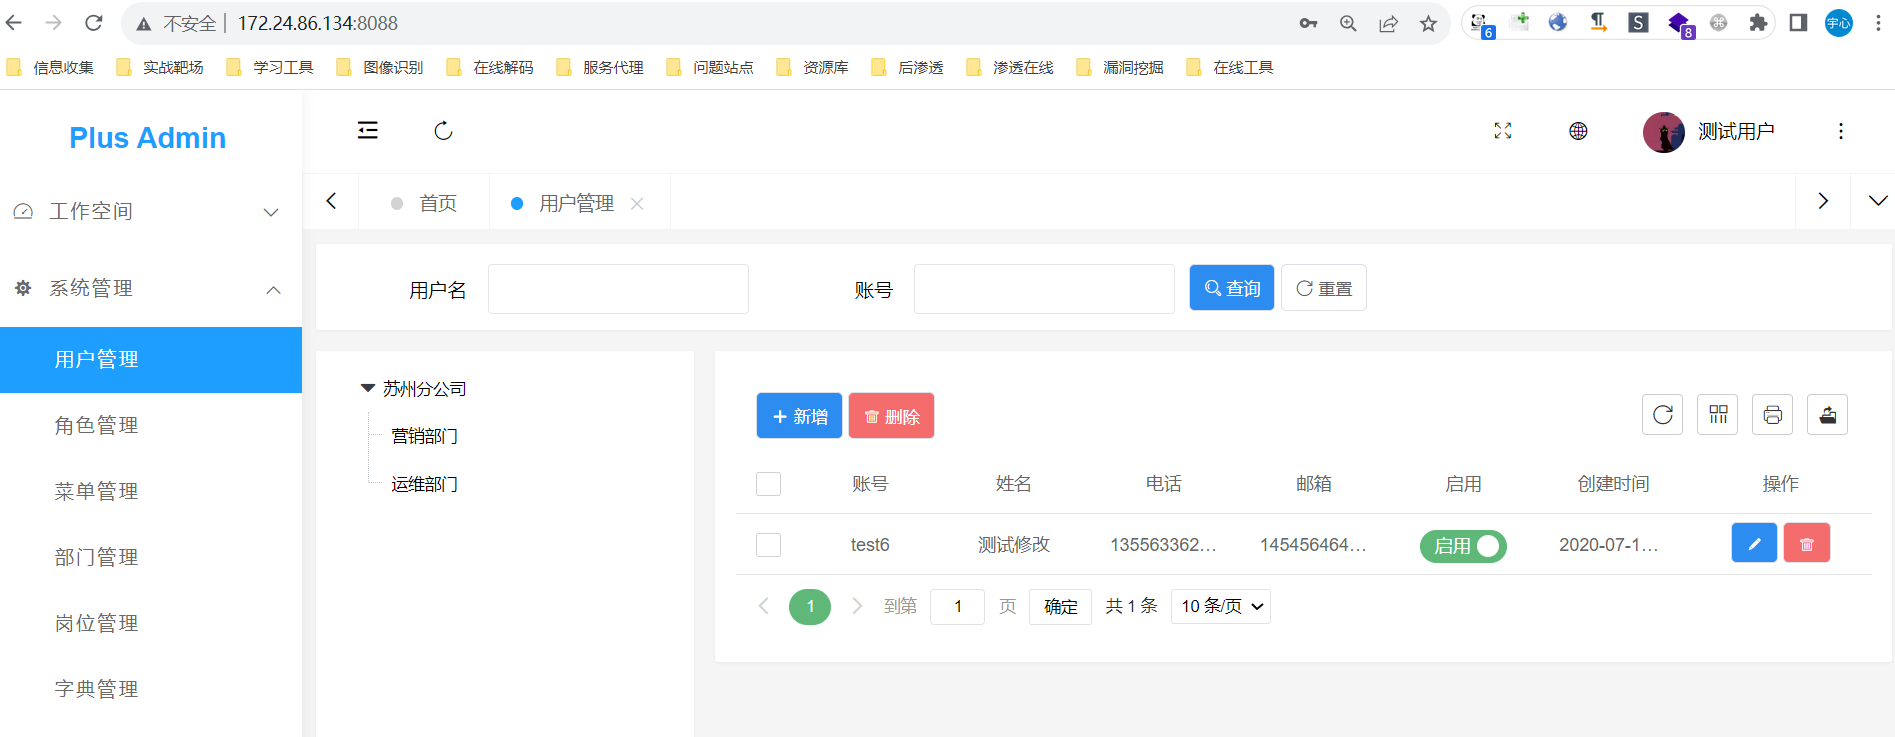 不安全 172.24.86.134:8088
6 S 8 宇心
信息收集 实战靶场 学习工具 图像识别 在线解码 服务代理 问题站点 资源库 后渗透 渗透在线 漏洞挖掘 在线工具
Plus Admin
测试用户
工作空间
首页 用户管理
系统管理
用户名 账号 查询 重置
用户管理
角色管理
菜单管理
部门管理
岗位管理
字典管理
苏州分公司
营销部门
运维部门
新增 删除
账号 姓名 电话 邮箱 启用 创建时间 操作
test6 测试修改 135563362... 145456464... 启用 2020-07-1...
1 到第 1 页 确定 共 1 条 10 条/页